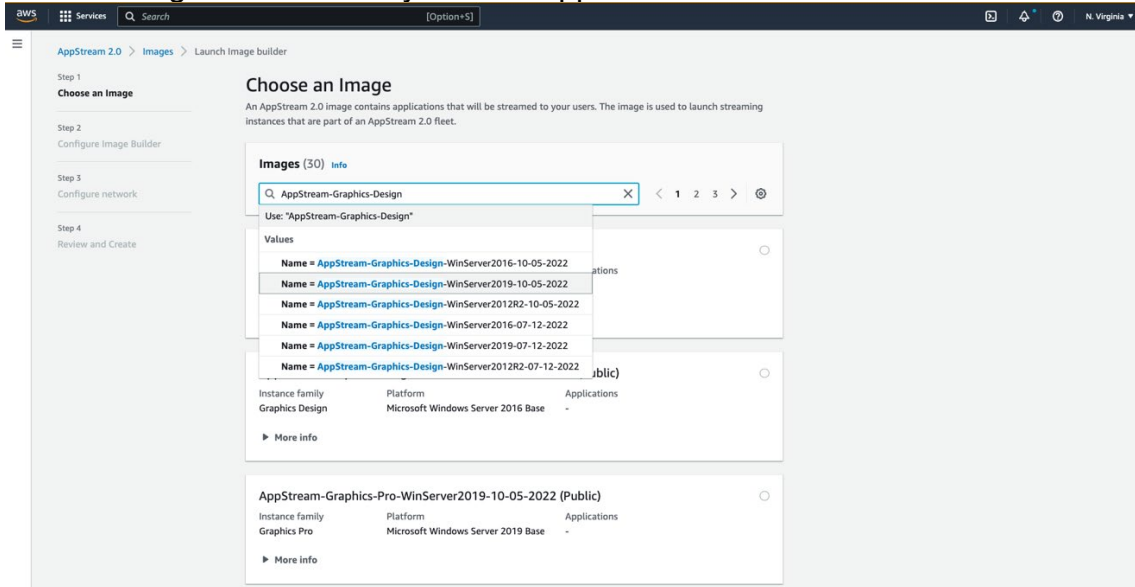 aws
Services
Search
[Option+S]
N. Virginia
AppStream 2.0 > Images > Launch Image builder
Step 1
Choose an Image
Step 2
Configure Image Builder
Step 3
Configure network
Step 4
Review and Create
Choose an Image
An AppStream 2.0 image contains applications that will be streamed to your users. The image is used to launch streaming
instances that are part of an AppStream 2.0 fleet.
Images (30) Info
AppStream-Graphics-Design
1 2 3
Use: "AppStream-Graphics-Design"
Values
Name = AppStream-Graphics-Design-WinServer2016-10-05-2022
Name = AppStream-Graphics-Design-WinServer2019-10-05-2022
Name = AppStream-Graphics-Design-WinServer2012R2-10-05-2022
Name = AppStream-Graphics-Design-WinServer2016-07-12-2022
Name = AppStream-Graphics-Design-WinServer2019-07-12-2022
Name = AppStream-Graphics-Design-WinServer2012R2-07-12-2022
Instance family
Platform
Applications
Graphics Design
Microsoft Windows Server 2016 Base
-
More info
AppStream-Graphics-Pro-WinServer2019-10-05-2022 (Public)
Instance family
Platform
Applications
Graphics Pro
Microsoft Windows Server 2019 Base
-
More info